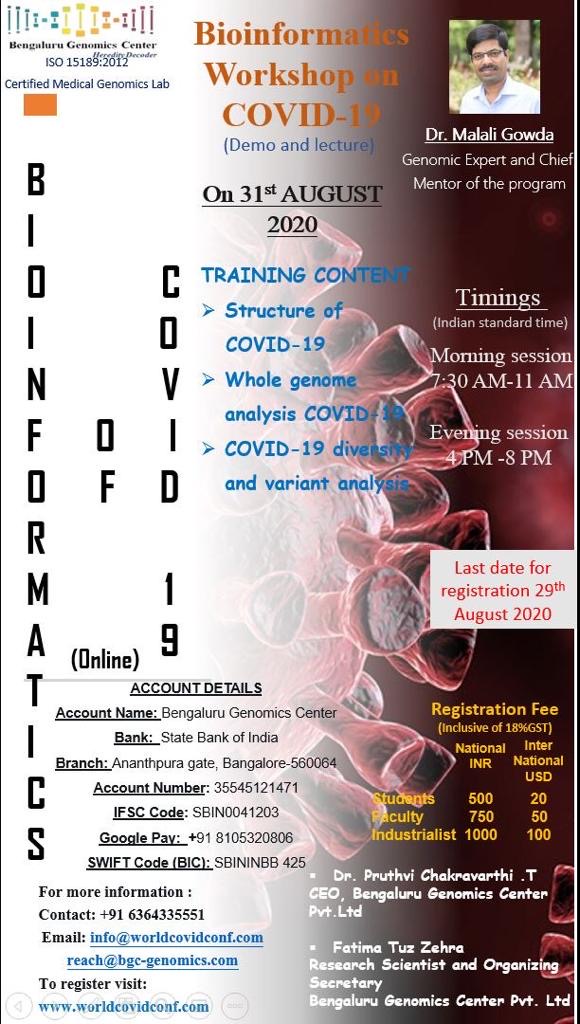 Bengaluru Genomics Center
Heredity Decoder
ISO 15189:2012
Certified Medical Genomics Lab
Bioinformatics
Workshop on
COVID-19
(Demo and lecture)
Dr. Malali Gowda
Genomic Expert and Chief
Mentor of the program
On 31st AUGUST
2020
BIOINFORMATICS
OF
COVID 19
(Online)
TRAINING CONTENT
➢ Structure of
COVID-19
➢ Whole genome
analysis COVID-19
➢ COVID-19 diversity
and variant analysis
Timings
(Indian standard time)
Morning session
7:30 AM-11 AM
Evening session
4 PM -8 PM
Last date for
registration 29th
August 2020
ACCOUNT DETAILS
Account Name: Bengaluru Genomics Center
Bank: State Bank of India
Branch: Ananthpura gate, Bangalore-560064
Account Number: 35545121471
IFSC Code: SBIN0041203
Google Pay: +91 8105320806
SWIFT Code (BIC): SBININBB 425
Registration Fee
(Inclusive of 18%GST)
National INR Inter National USD
Students 500 20
Faculty 750 50
Industrialist 1000 100
For more information :
Contact: +91 6364335551
Email: info@worldcovidconf.com
reach@bgc-genomics.com
To register visit:
www.worldcovidconf.com
▪ Dr. Pruthvi Chakravarthi .T
CEO, Bengaluru Genomics Center
Pvt.Ltd
▪ Fatima Tuz Zehra
Research Scientist and Organizing
Secretary
Bengaluru Genomics Center Pvt. Ltd